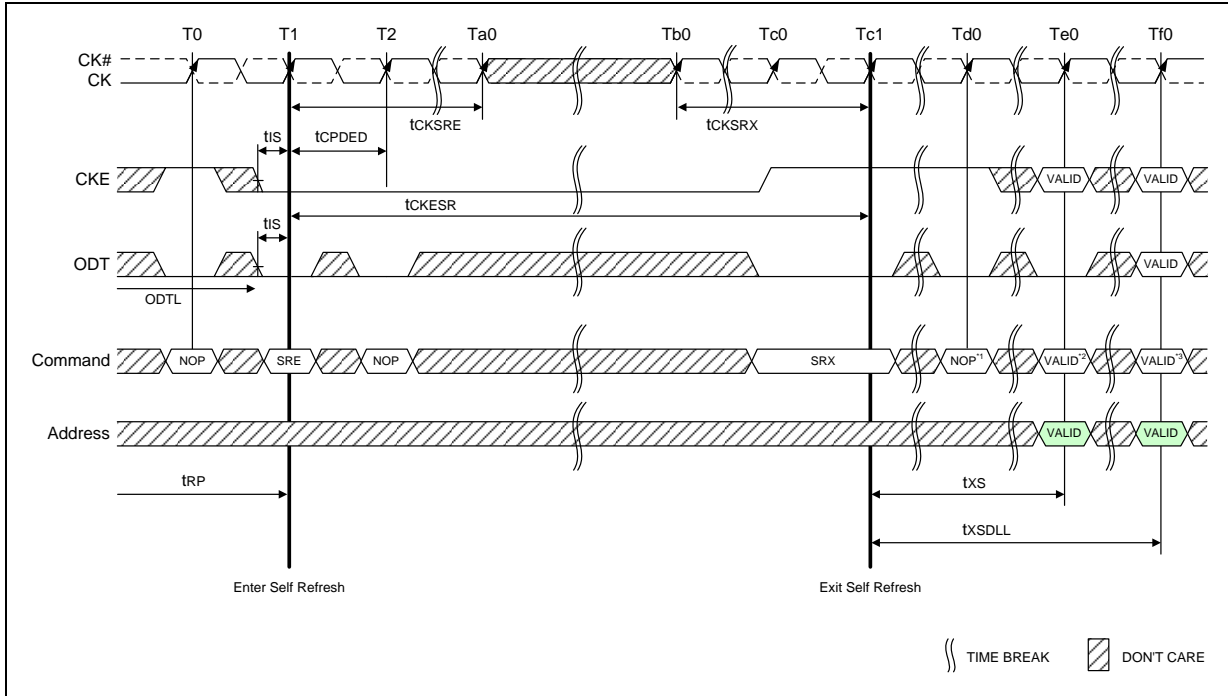 T0 T1 T2 Ta0 Tb0 Tc0 Tc1 Td0 Te0 Tf0
CK#
CK
tCKSRE tCKSRX
tIS tCPDED
CKE VALID VALID
tCKESR
tIS
ODT VALID
ODTL
Command NOP SRE NOP SRX NOP*1 VALID*2 VALID*3
Address VALID VALID
tRP tXS
tXSDLL
Enter Self Refresh Exit Self Refresh
TIME BREAK DON'T CARE